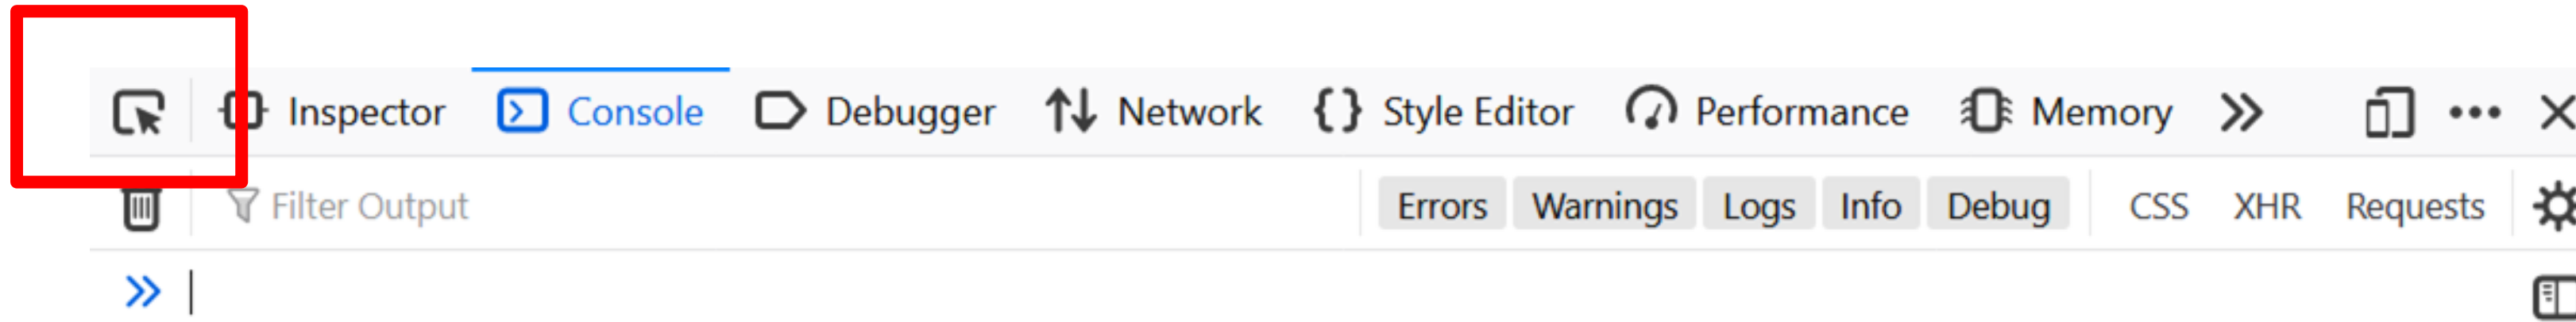 Inspector Console Debugger Network Style Editor Performance Memory
Filter Output Errors Warnings Logs Info Debug CSS XHR Requests